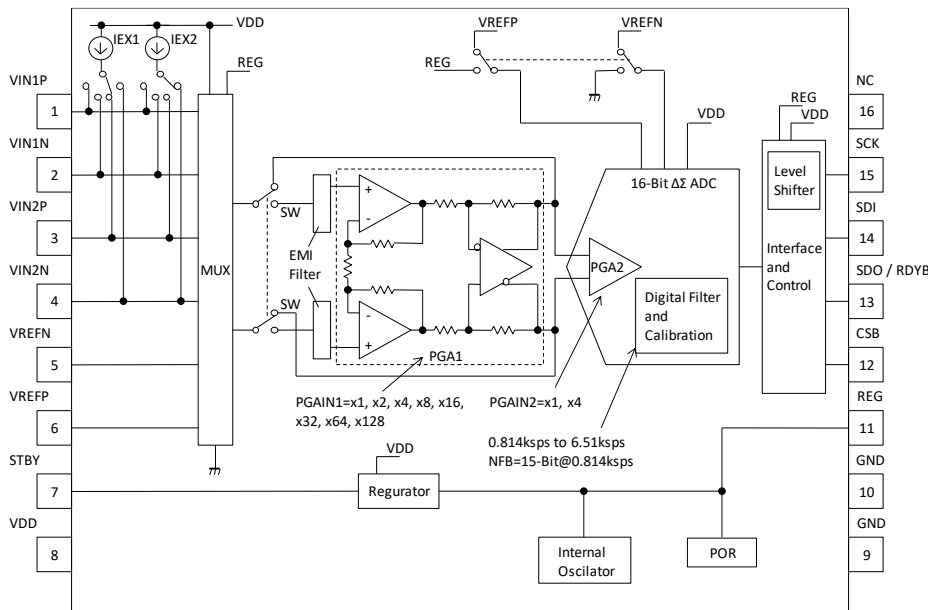 VDD
IEX1
IEX2
REG
VREFP
VREFN
REG
VIN1P
1
VIN1N
2
VIN2P
3
VIN2N
4
VREFN
5
VREFP
6
STBY
7
VDD
8
MUX
SW
SW
EMI
Filter
+
-
-
+
PGA1
PGAIN1=x1, x2, x4, x8, x16,
x32, x64, x128
VDD
16-Bit ΔΣ ADC
PGA2
Digital Filter
and
Calibration
PGAIN2=x1, x4
0.814ksps to 6.51ksps
NFB=15-Bit@0.814ksps
REG
VDD
Level
Shifter
Interface
and
Control
VDD
Regurator
Internal
Oscilator
POR
NC
16
SCK
15
SDI
14
SDO / RDYB
13
CSB
12
REG
11
GND
10
GND
9